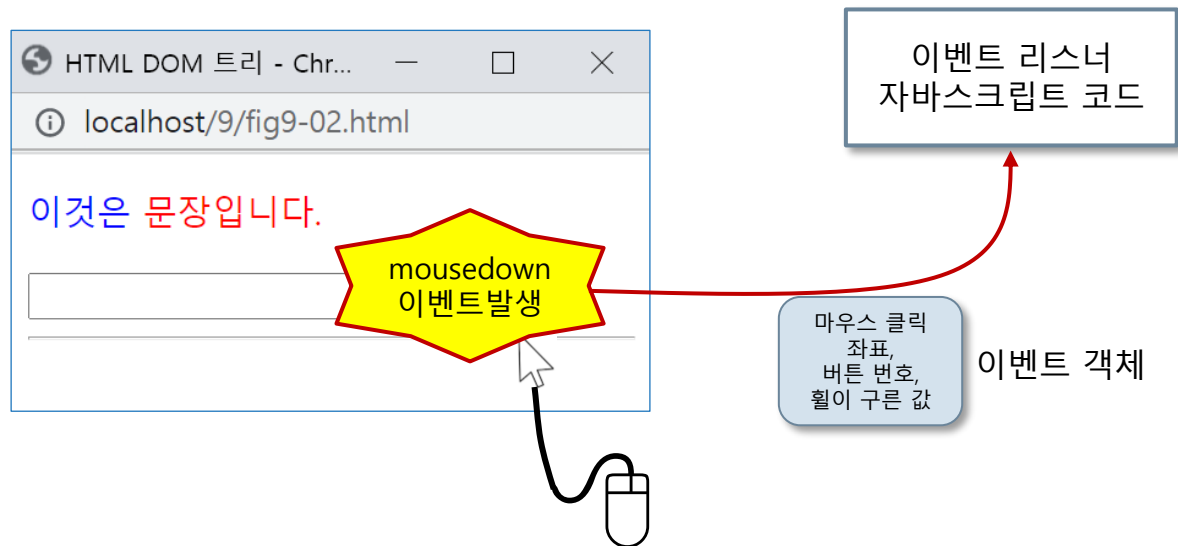 HTML DOM 트리 - Chr...
localhost/9/fig9-02.html
이것은 문장입니다.
mousedown
이벤트발생
이벤트 리스너
자바스크립트 코드
마우스 클릭
좌표,
버튼 번호,
휠이 구른 값
이벤트 객체